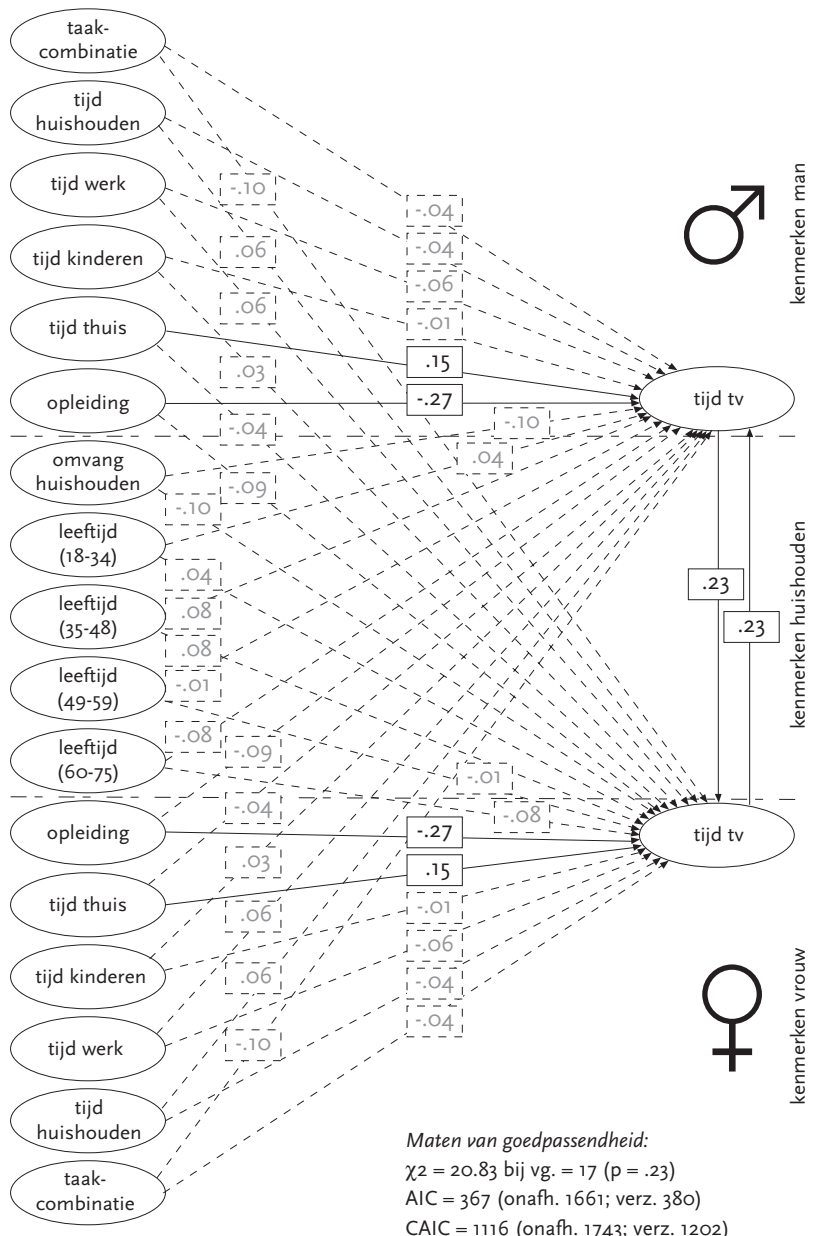 taak-
combinatie
tijd
huishouden
tijd werk
tijd kinderen
tijd thuis
opleiding
omvang
huishouden
leeftijd
(18-34)
leeftijd
(35-48)
leeftijd
(49-59)
leeftijd
(60-75)
opleiding
tijd thuis
tijd kinderen
tijd werk
tijd
huishouden
taak-
combinatie
-.10
.06
.06
.03
-.04
-.09
-.10
.04
.08
.08
-.01
-.08
-.09
-.04
.03
.06
.06
-.10
-.04
-.04
-.06
-.01
.15
-.27
-.10
.04
-.01
-.08
-.27
.15
-.01
-.06
-.04
-.04
tijd tv
.23
.23
tijd tv
kenmerken man
kenmerken huishouden
kenmerken vrouw
Maten van goedpassendheid:
χ2 = 20.83 bij vg. = 17 (p = .23)
AIC = 367 (onafh. 1661; verz. 380)
CAIC = 1116 (onafh. 1743; verz. 1202)